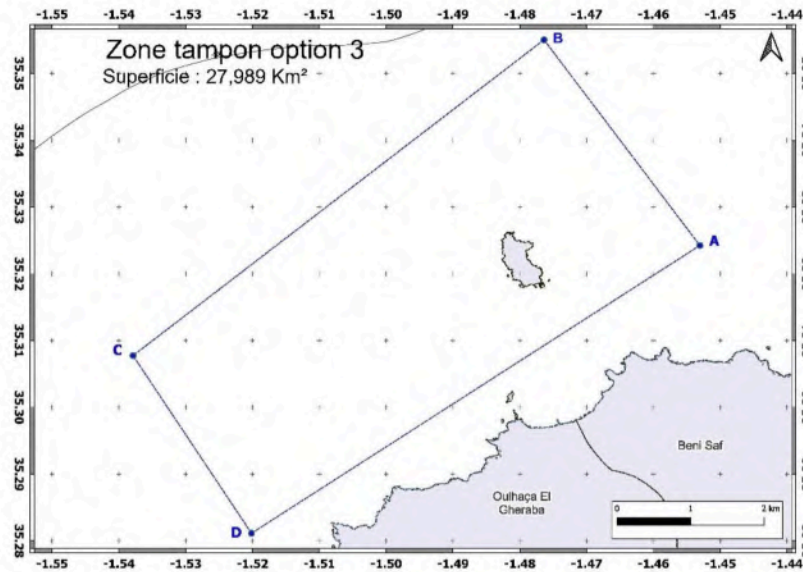 -1.55 -1.54 -1.53 -1.52 -1.51 -1.50 -1.49 -1.48 -1.47 -1.46 -1.45 -1.44
Zone tampon option 3
Superficie : 27,989 Km²
B
35.35
35.34
35.33
A
35.32
35.31
C
35.30
Beni Saf
35.29
Oulhaça El
Gheraba
0 1 2 km
D
35.28
-1.55 -1.54 -1.53 -1.52 -1.51 -1.50 -1.49 -1.48 -1.47 -1.46 -1.45 -1.44